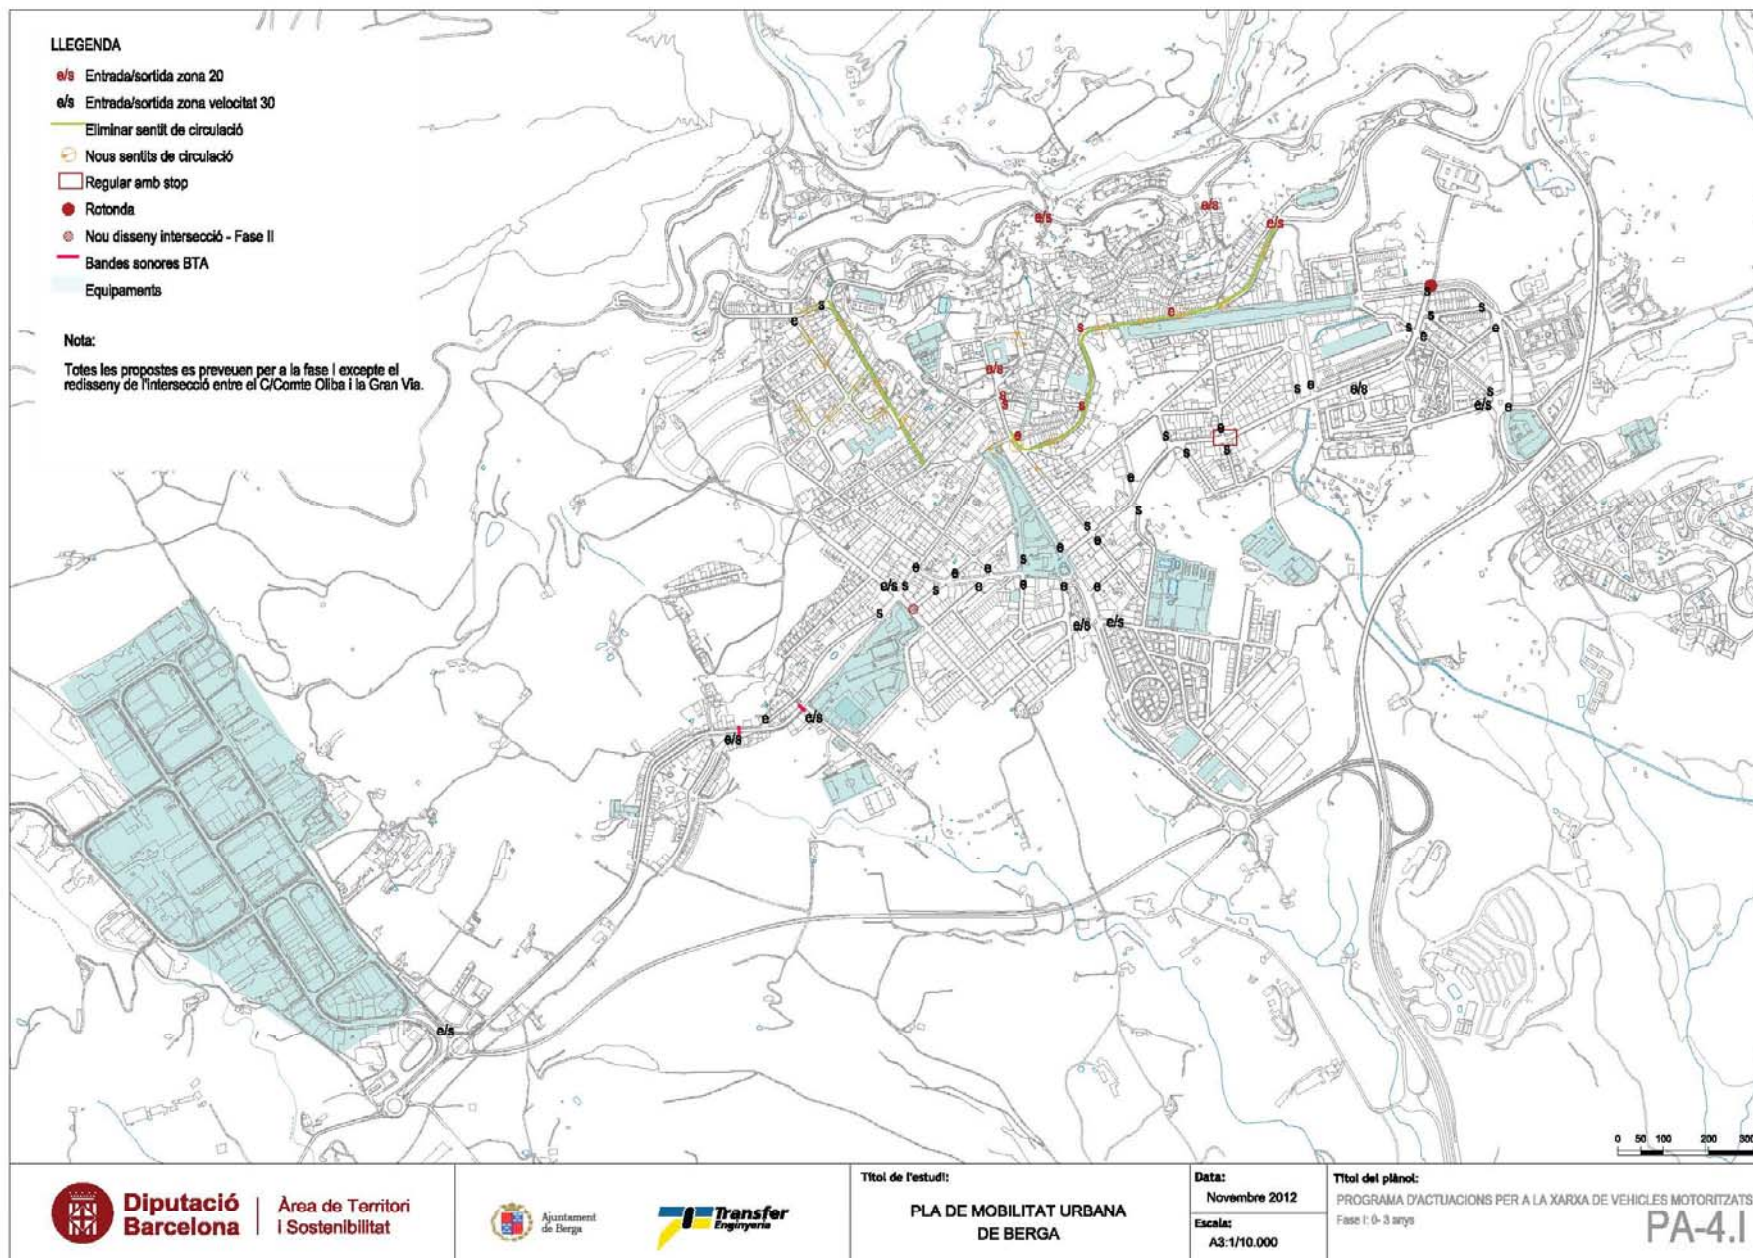 LLEGENDA
e/s Entrada/sortida zona 20
e/s Entrada/sortida zona velocitat 30
Eliminar sentit de circulació
Nous sentits de circulació
Regular amb stop
Rotonda
Nou disseny intersecció - Fase II
Bandes sonores BTA
Equipaments
Nota:
Totes les propostes es preveuen per a la fase I excepte el
redisseny de l'intersecció entre el C/Comte Oliba i la Gran Via.
e/s
e/s
e/s
s
e
e
s
s
s
s
s
e
s
e
e/s
s
s
e
s
e
e/s
s
e/s
e
s
e
e
s
s
s
e
s
s
e
e
s
e
e
e
e/s
s
s
e
e
e
e
s
e/s
e/s
e
e/s
e/s
e/s
0 50 100 200 300
Diputació
Barcelona
Àrea de Territori
i Sostenibilitat
Ajuntament
de Berga
Transfer
Enginyeria
Títol de l'estudi:
PLA DE MOBILITAT URBANA
DE BERGA
Data:
Novembre 2012
Escala:
A3:1/10.000
Títol del plànol:
PROGRAMA D'ACTUACIONS PER A LA XARXA DE VEHICLES MOTORITZATS
Fase I: 0- 3 anys
PA-4.I